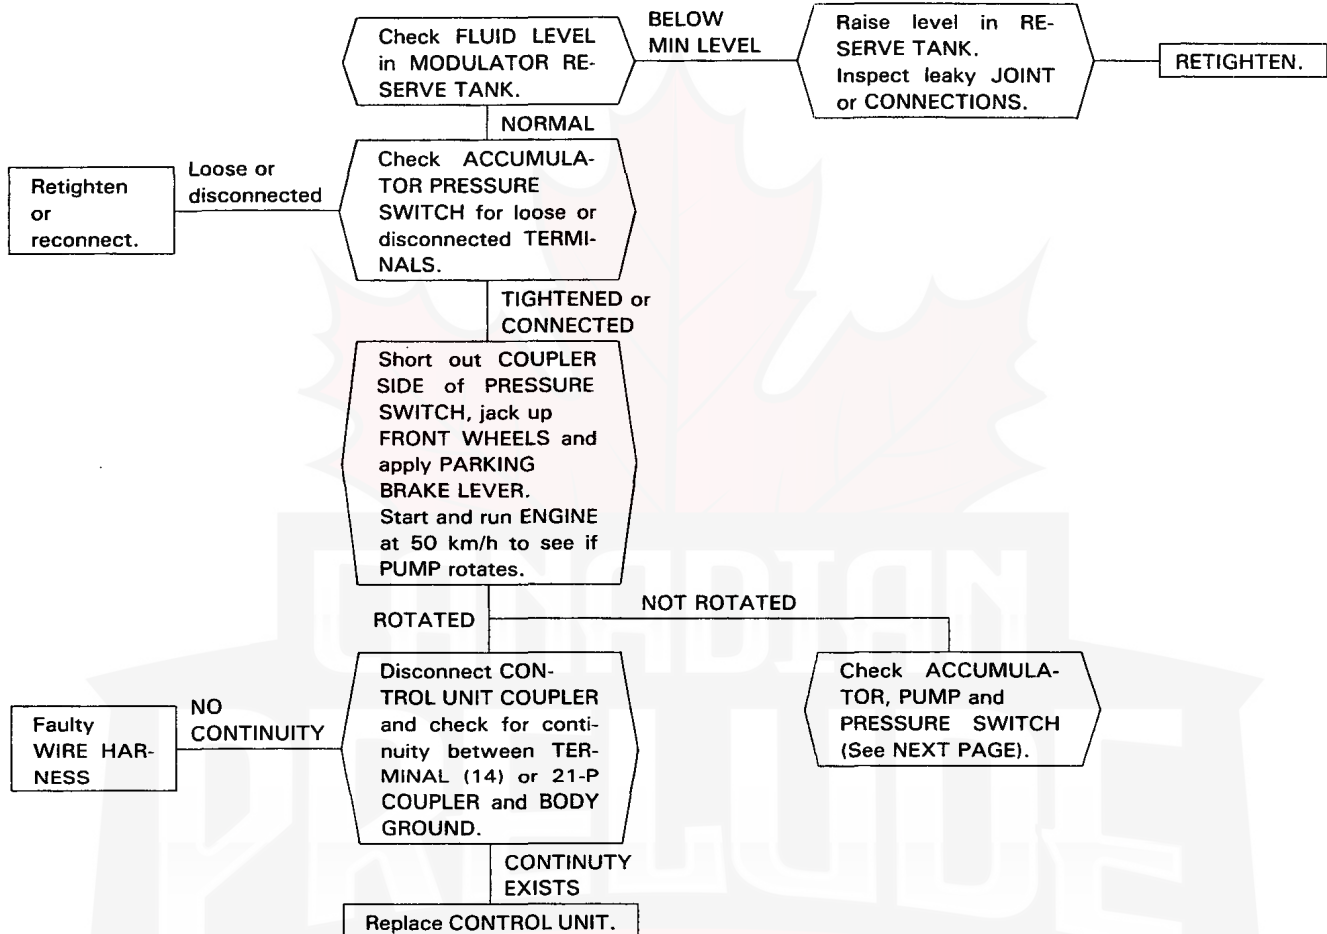 Check FLUID LEVEL
in MODULATOR RE-
SERVE TANK.
BELOW
MIN LEVEL
Raise level in RE-
SERVE TANK.
Inspect leaky JOINT
or CONNECTIONS.
RETIGHTEN.
NORMAL
Check ACCUMULA-
TOR PRESSURE
SWITCH for loose or
disconnected TERMI-
NALS.
Loose or
disconnected
Retighten
or
reconnect.
TIGHTENED or
CONNECTED
Short out COUPLER
SIDE of PRESSURE
SWITCH, jack up
FRONT WHEELS and
apply PARKING
BRAKE LEVER.
Start and run ENGINE
at 50 km/h to see if
PUMP rotates.
ROTATED
NOT ROTATED
Disconnect CON-
TROL UNIT COUPLER
and check for conti-
nuity between TER-
MINAL (14) or 21-P
COUPLER and BODY
GROUND.
Check ACCUMULA-
TOR, PUMP and
PRESSURE SWITCH
(See NEXT PAGE).
NO
CONTINUITY
Faulty
WIRE HAR-
NESS
CONTINUTY
EXISTS
Replace CONTROL UNIT.
CANADIAN
PRELUDE